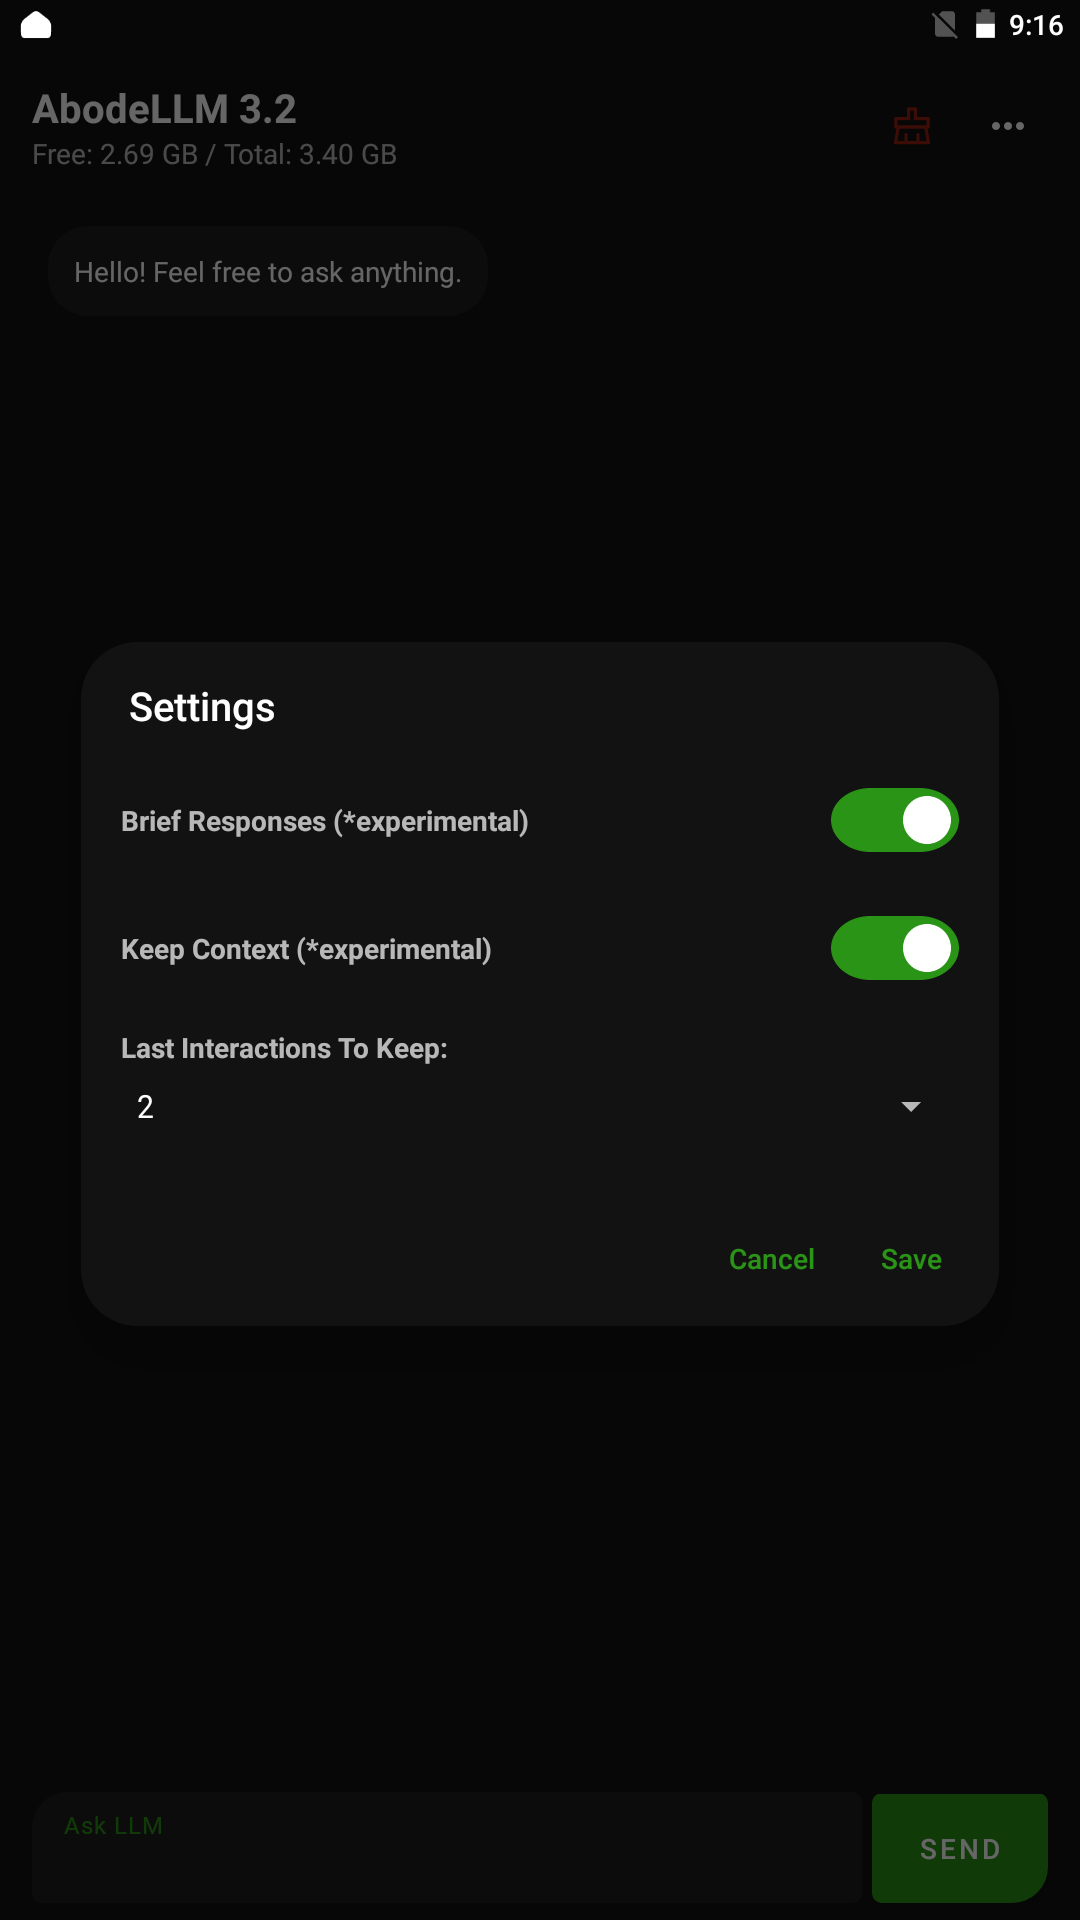 9:16
AbodeLLM 3.2
Free: 2.69 GB / Total: 3.40 GB
Hello! Feel free to ask anything.
Settings
Brief Responses (*experimental)
Keep Context (*experimental)
Last Interactions To Keep:
2
Cancel Save
Ask LLM
SEND